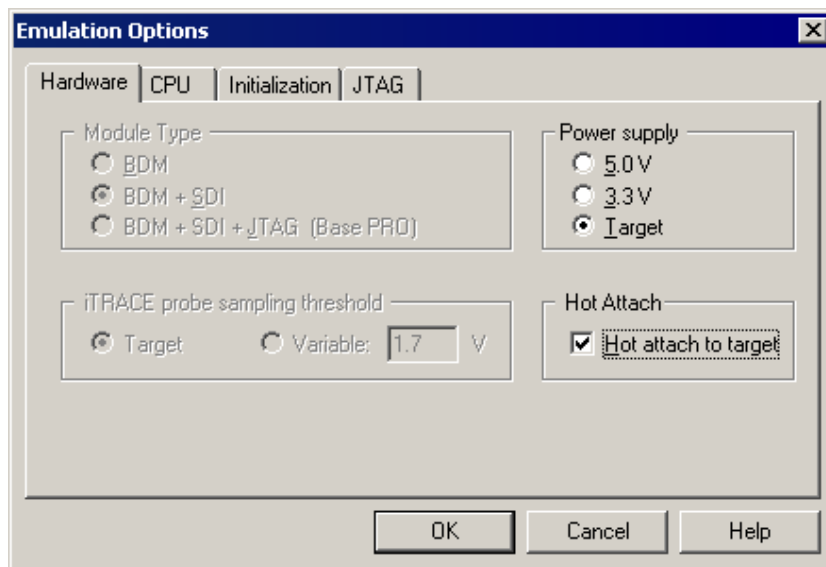 Emulation Options
Hardware CPU Initialization JTAG
Module Type
BDM
BDM + SDI
BDM + SDI + JTAG (Base PRO)
Power supply
5.0 V
3.3 V
Target
iTRACE probe sampling threshold
Target Variable: 1.7 V
Hot Attach
Hot attach to target
OK Cancel Help